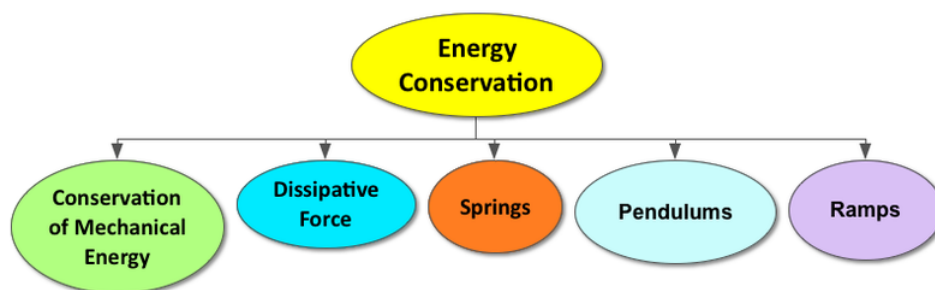 Energy
Conservation
Conservation
of Mechanical
Energy
Dissipative
Force
Springs
Pendulums
Ramps